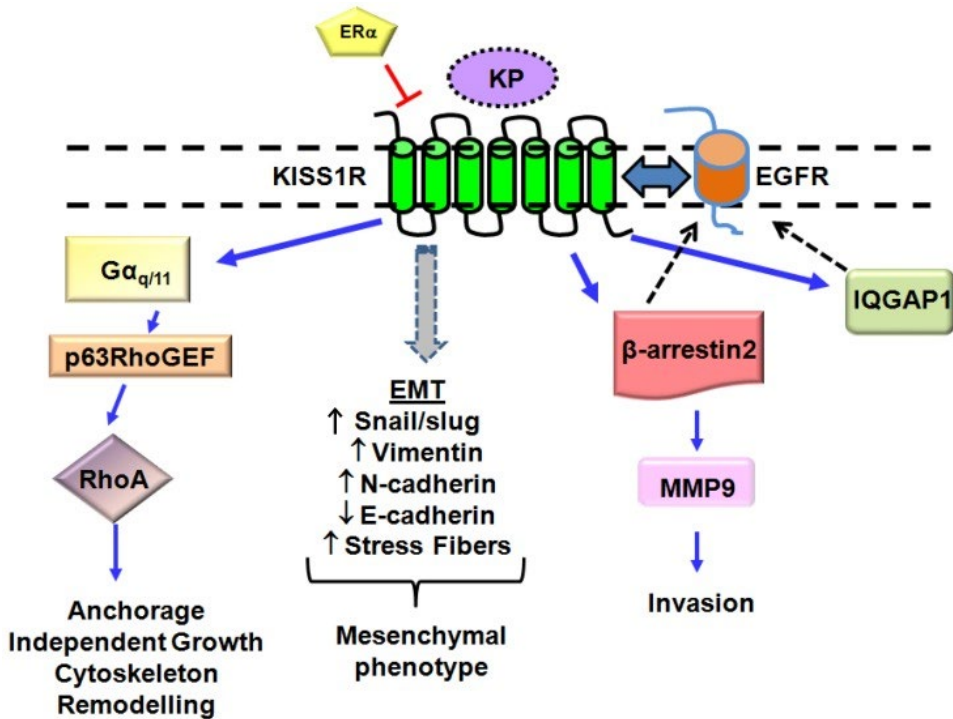 ERα
KP
KISS1R
EGFR
Gα q/11
IQGAP1
p63RhoGEF
β-arrestin2
EMT
↑ Snail/slug
↑ Vimentin
↑ N-cadherin
↓ E-cadherin
↑ Stress Fibers
RhoA
MMP9
Anchorage
Independent Growth
Cytoskeleton
Remodelling
Mesenchymal
phenotype
Invasion